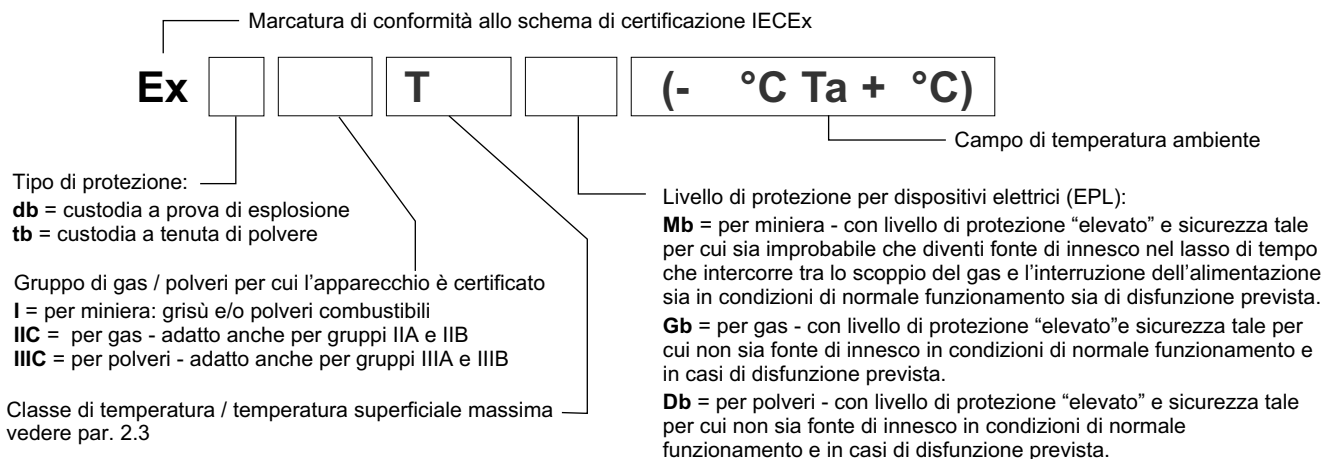 Marcatura di conformità allo schema di certificazione IECEx
Ex T (- °C Ta + °C)
Campo di temperatura ambiente
Tipo di protezione:
db = custodia a prova di esplosione
tb = custodia a tenuta di polvere
Gruppo di gas / polveri per cui l'apparecchio è certificato
I = per miniera: grisù e/o polveri combustibili
IIC = per gas - adatto anche per gruppi IIA e IIB
IIIC = per polveri - adatto anche per gruppi IIIA e IIIB
Classe di temperatura / temperatura superficiale massima
vedere par. 2.3
Livello di protezione per dispositivi elettrici (EPL):
Mb = per miniera - con livello di protezione “elevato” e sicurezza tale
per cui sia improbabile che diventi fonte di innesco nel lasso di tempo
che intercorre tra lo scoppio del gas e l'interruzione dell'alimentazione
sia in condizioni di normale funzionamento sia di disfunzione prevista.
Gb = per gas - con livello di protezione “elevato”e sicurezza tale per
cui non sia fonte di innesco in condizioni di normale funzionamento e
in casi di disfunzione prevista.
Db = per polveri - con livello di protezione “elevato” e sicurezza tale
per cui non sia fonte di innesco in condizioni di normale
funzionamento e in casi di disfunzione prevista.